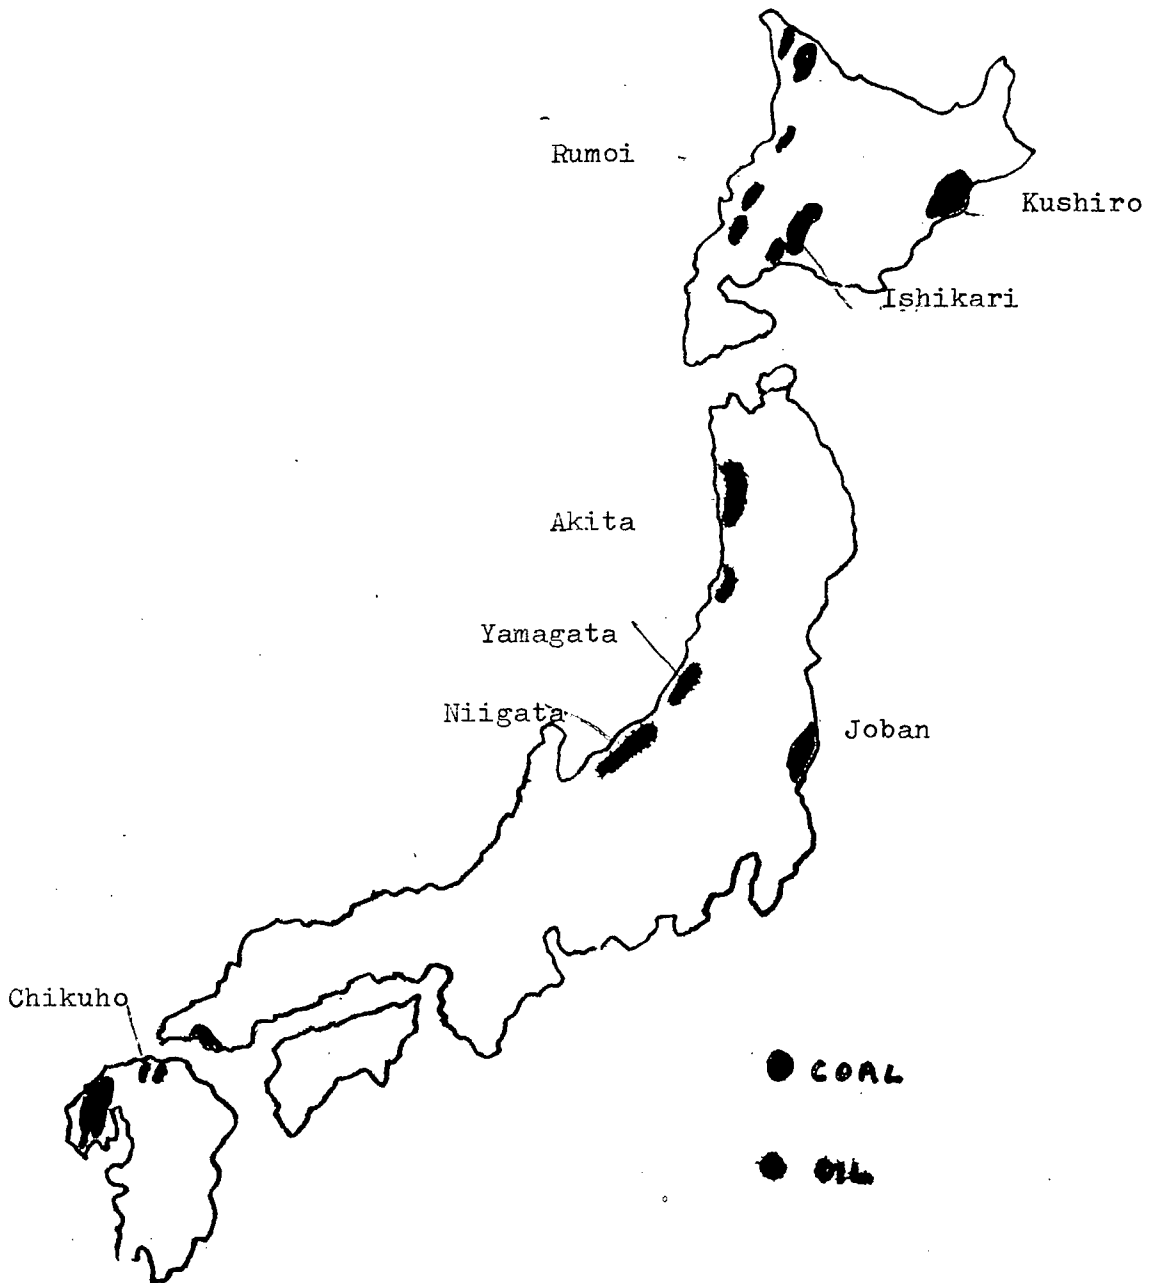 Rumoi
Kushiro
Ishikari
Akita
Yamagata
Niigata
Joban
Chikuho
COAL
OIL